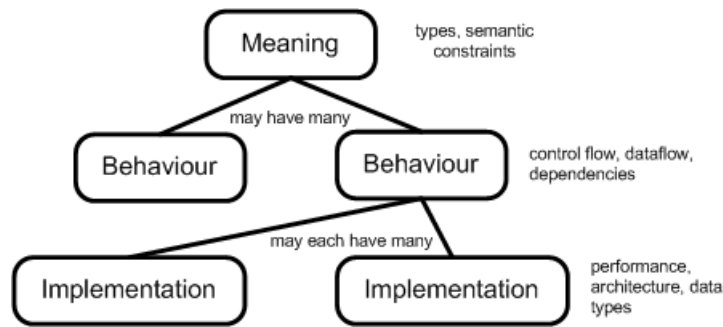 Meaning
types, semantic
constraints
may have many
Behaviour
Behaviour
control flow, dataflow,
dependencies
may each have many
Implementation
Implementation
performance,
architecture, data
types